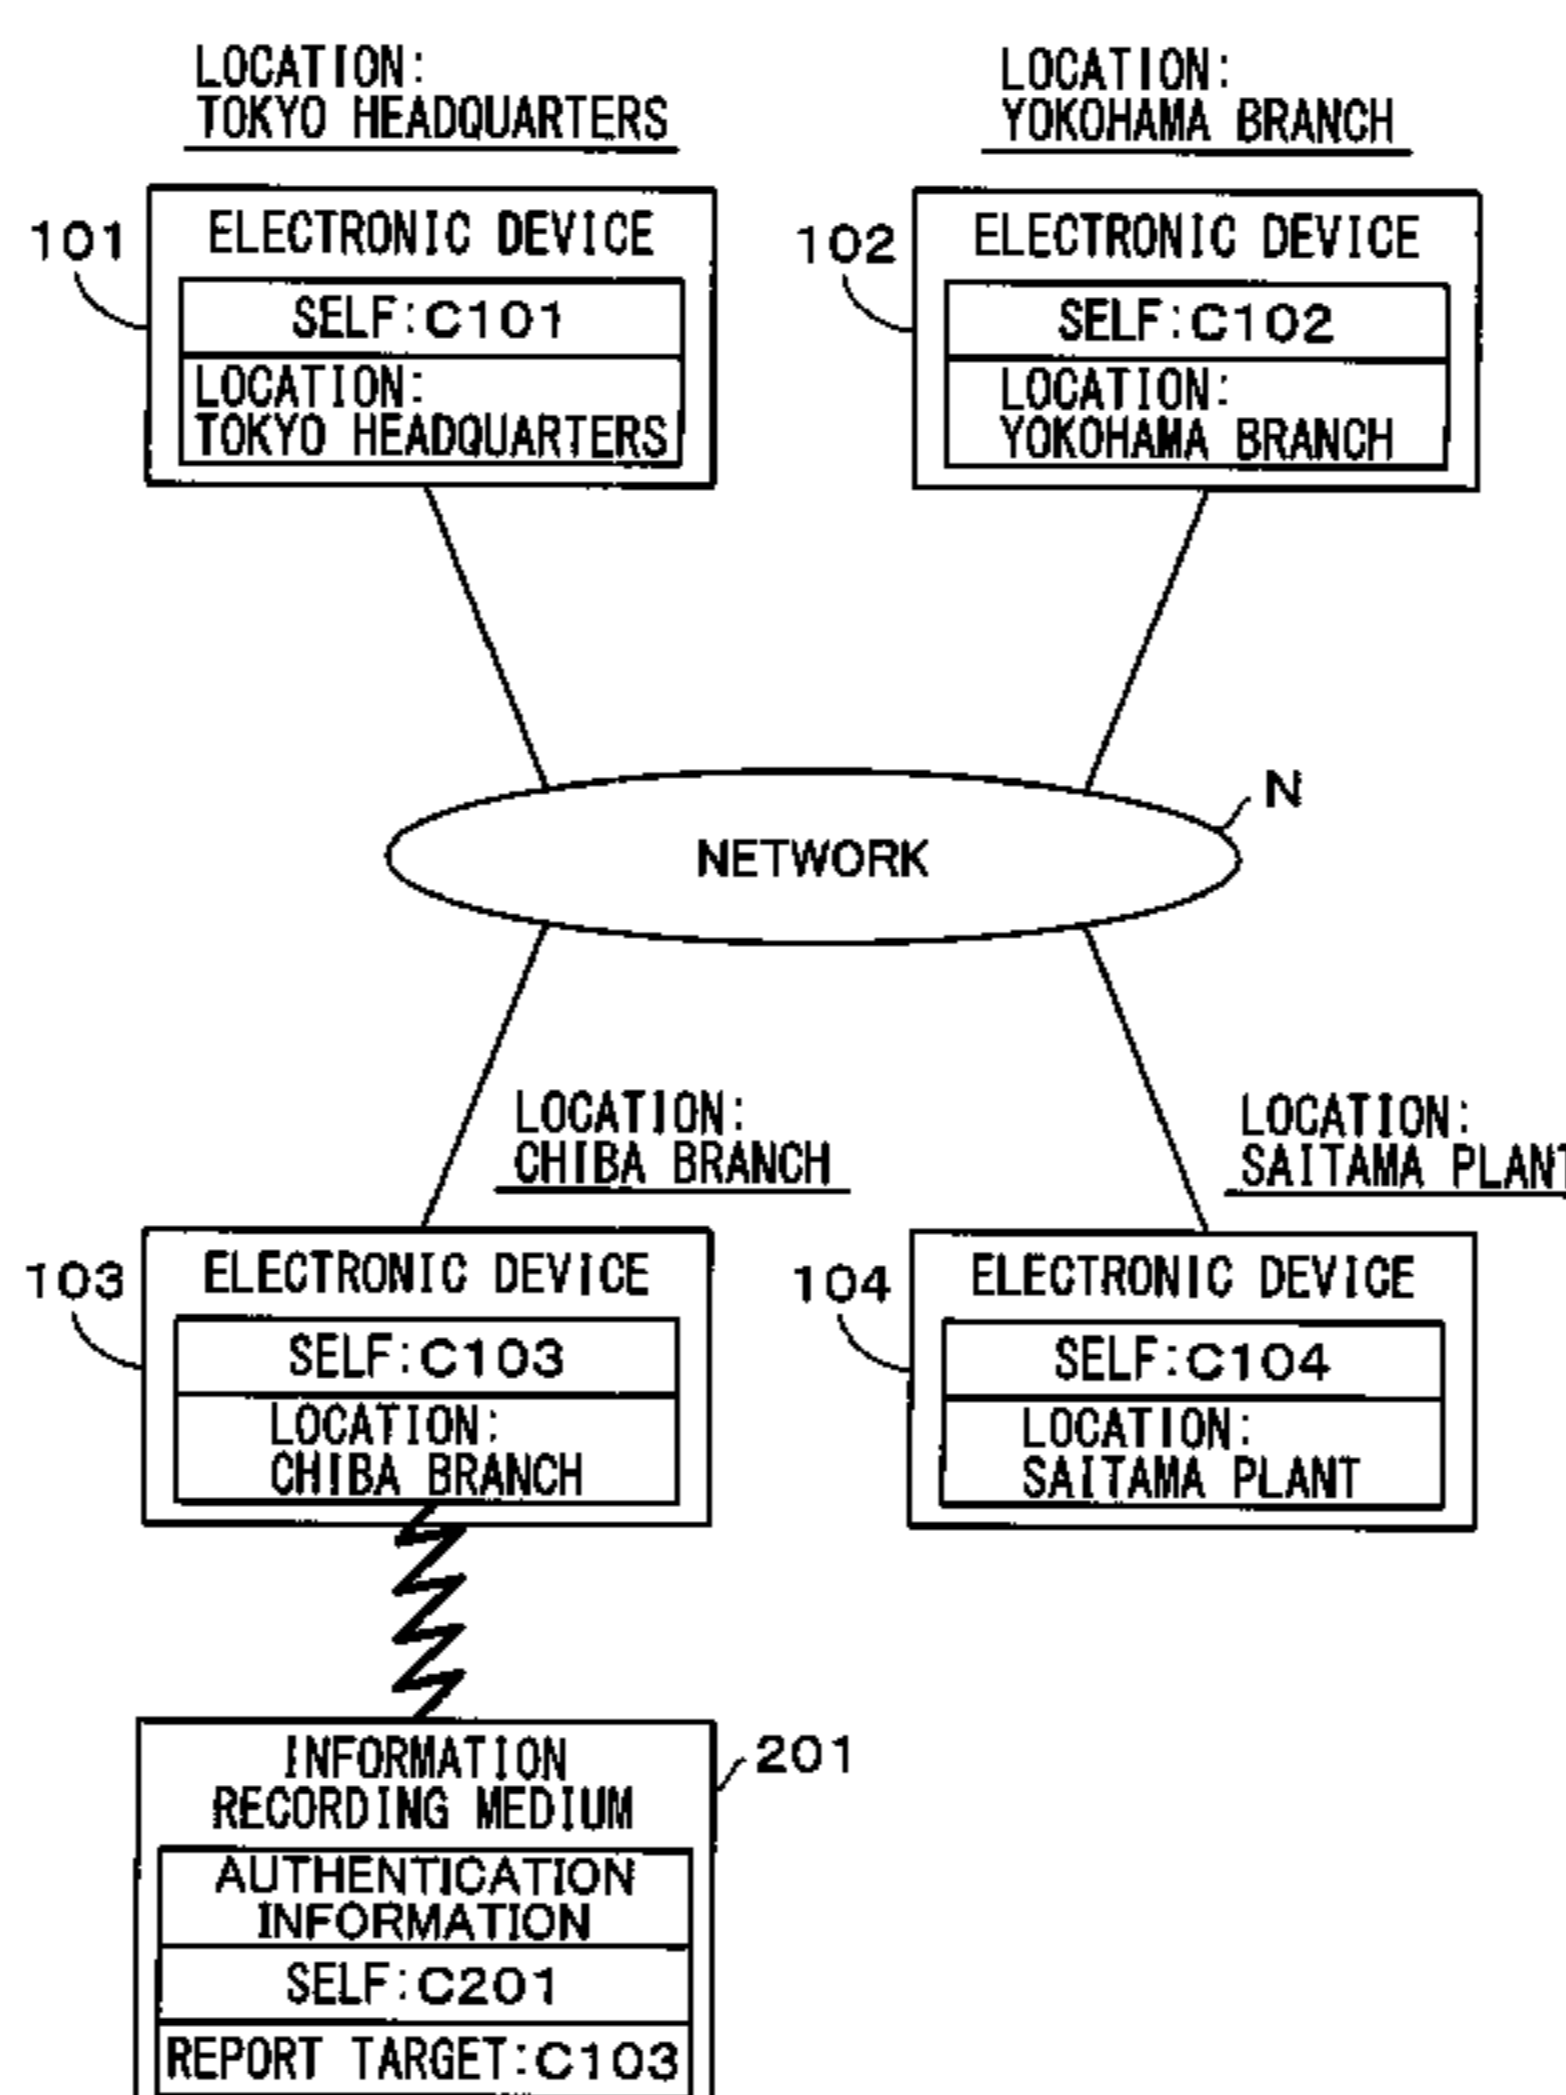 LOCATION:
TOKYO HEADQUARTERS
LOCATION:
YOKOHAMA BRANCH
101
ELECTRONIC DEVICE
SELF:C101
LOCATION:
TOKYO HEADQUARTERS
102
ELECTRONIC DEVICE
SELF:C102
LOCATION:
YOKOHAMA BRANCH
N
NETWORK
LOCATION:
CHIBA BRANCH
LOCATION:
SAITAMA PLANT
103
ELECTRONIC DEVICE
SELF:C103
LOCATION:
CHIBA BRANCH
104
ELECTRONIC DEVICE
SELF:C104
LOCATION:
SAITAMA PLANT
201
INFORMATION
RECORDING MEDIUM
AUTHENTICATION
INFORMATION
SELF:C201
REPORT TARGET:C103